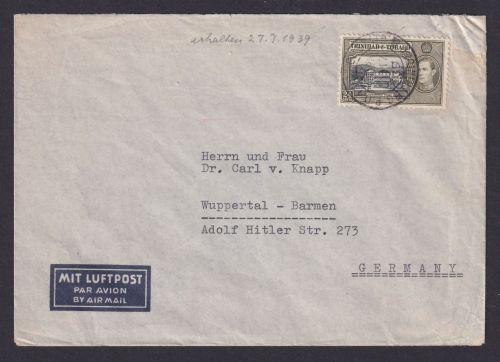 erhalten 27.7.1939
TRINIDAD & TOBAGO
Herrn und Frau
Dr. Carl v. Knapp
Wuppertal - Barmen
Adolf Hitler Str. 273
GERMANY
MIT LUFTPOST
PAR AVION
BY AIR MAIL